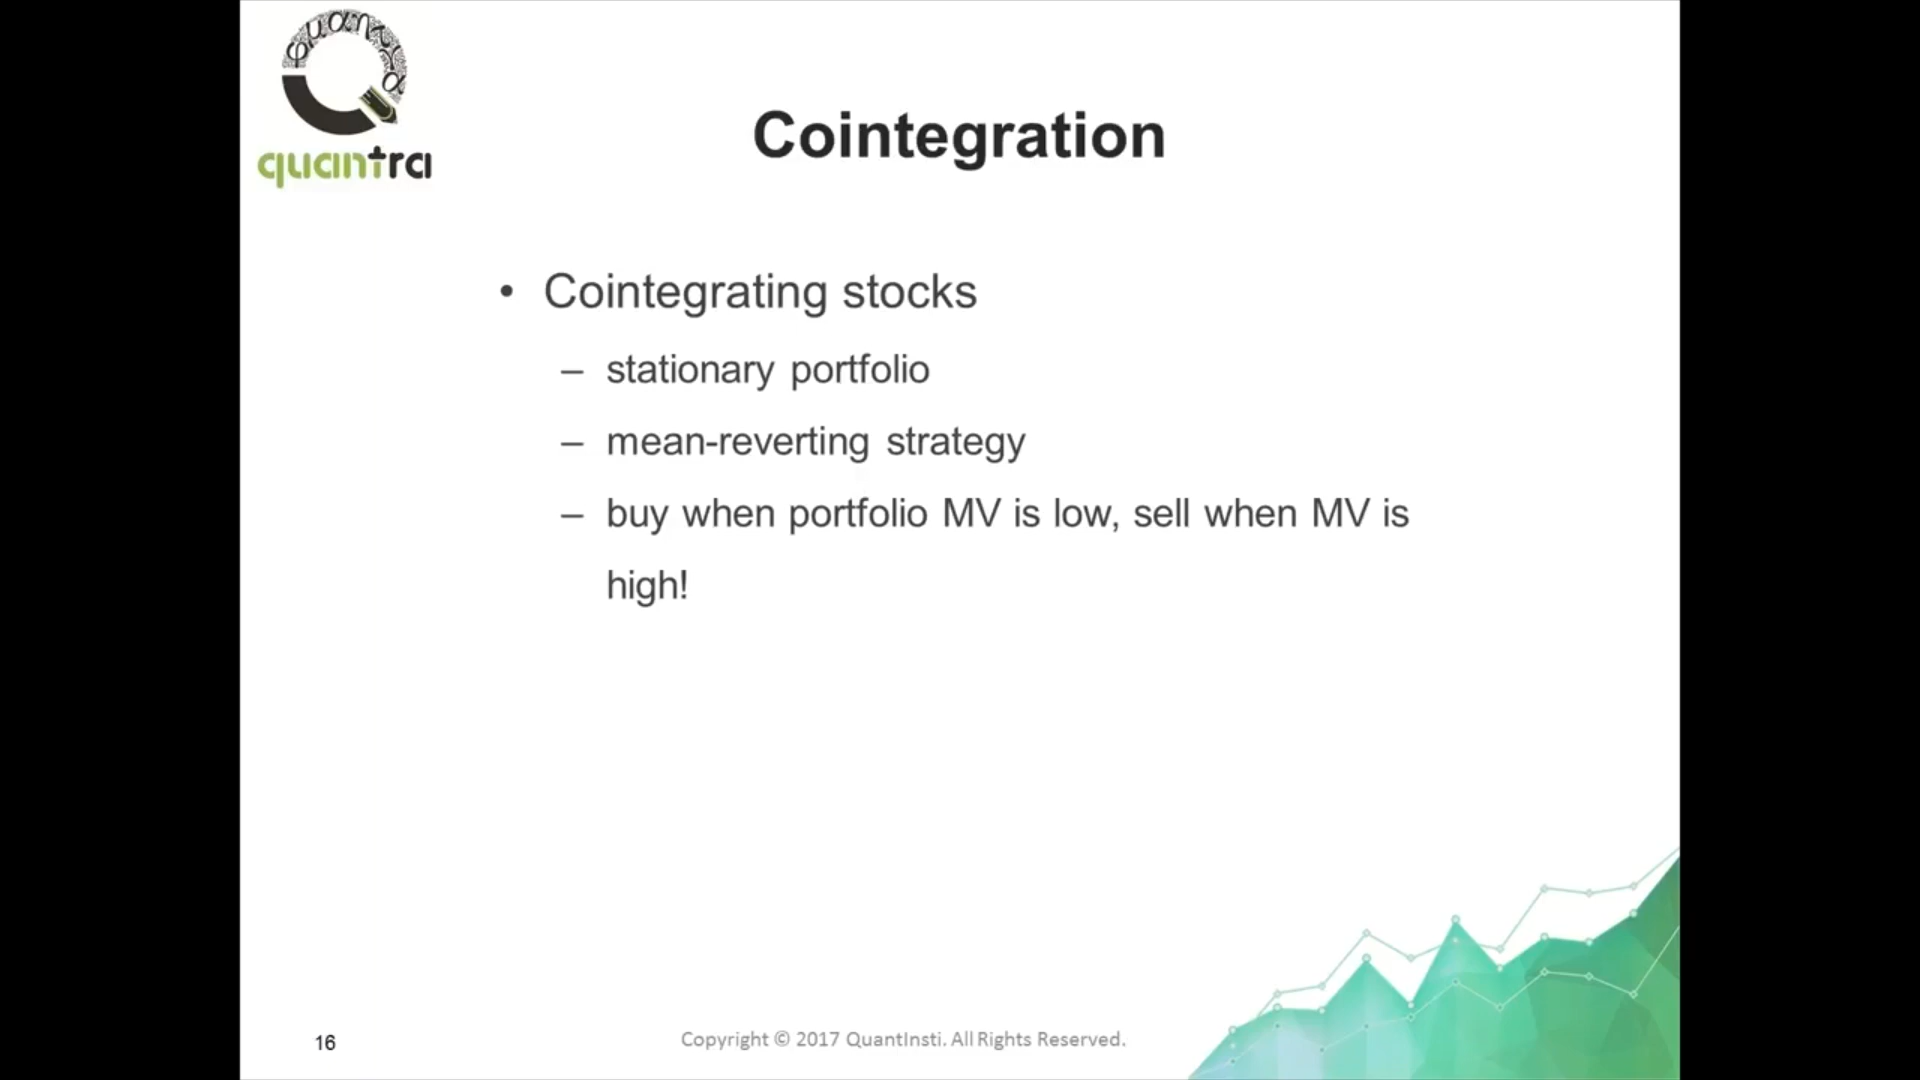 quantra
Cointegration
• Cointegrating stocks
– stationary portfolio
– mean-reverting strategy
– buy when portfolio MV is low, sell when MV is
high!
16
Copyright © 2017 QuantInsti. All Rights Reserved.